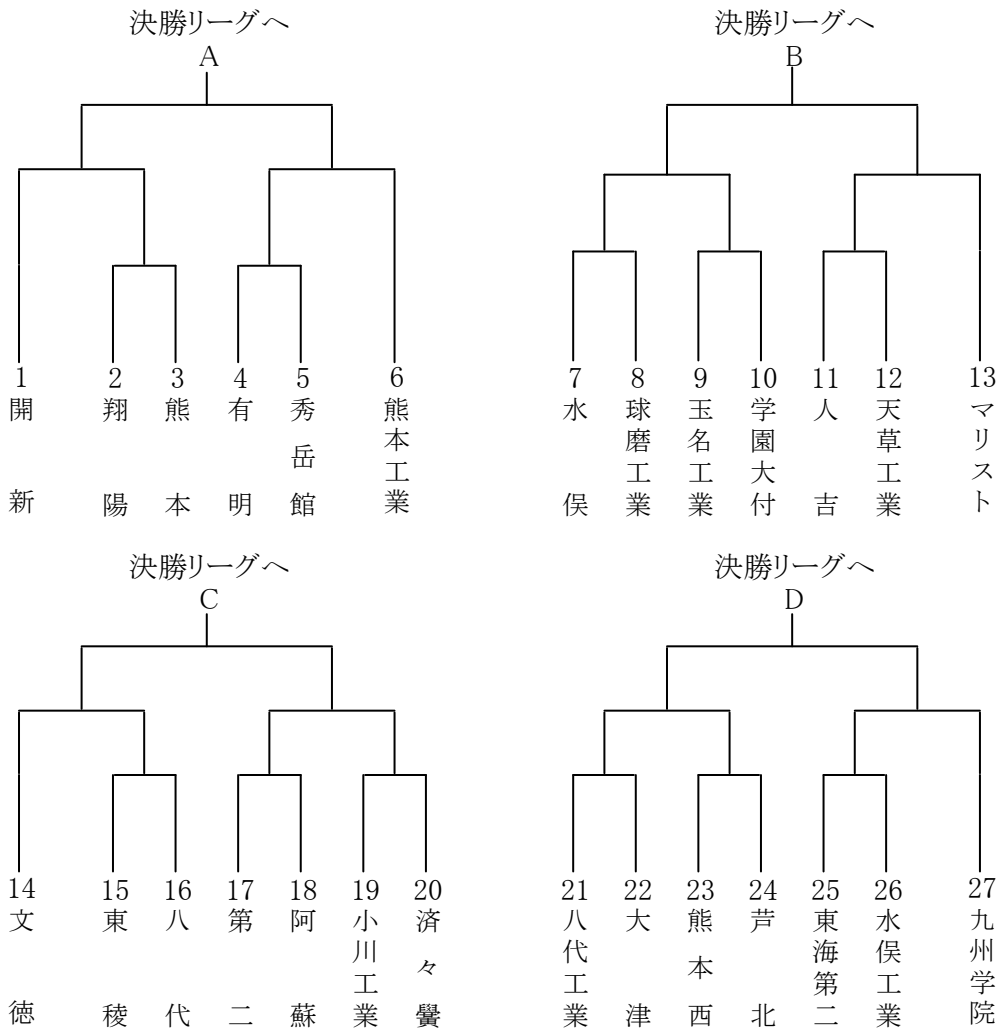 決勝リーグへ
A
1 開新
2 翔陽
3 熊本
4 有明
5 秀岳館
6 熊本工業
決勝リーグへ
B
7 水俣
8 球磨工業
9 玉名工業
10 学園大付
11 人吉
12 天草工業
13 マリスト
決勝リーグへ
C
14 文徳
15 東稜
16 八代
17 第二
18 阿蘇
19 小川工業
20 済々黌
決勝リーグへ
D
21 八代工業
22 大津
23 熊本西
24 芦北
25 東海第二
26 水俣工業
27 九州学院